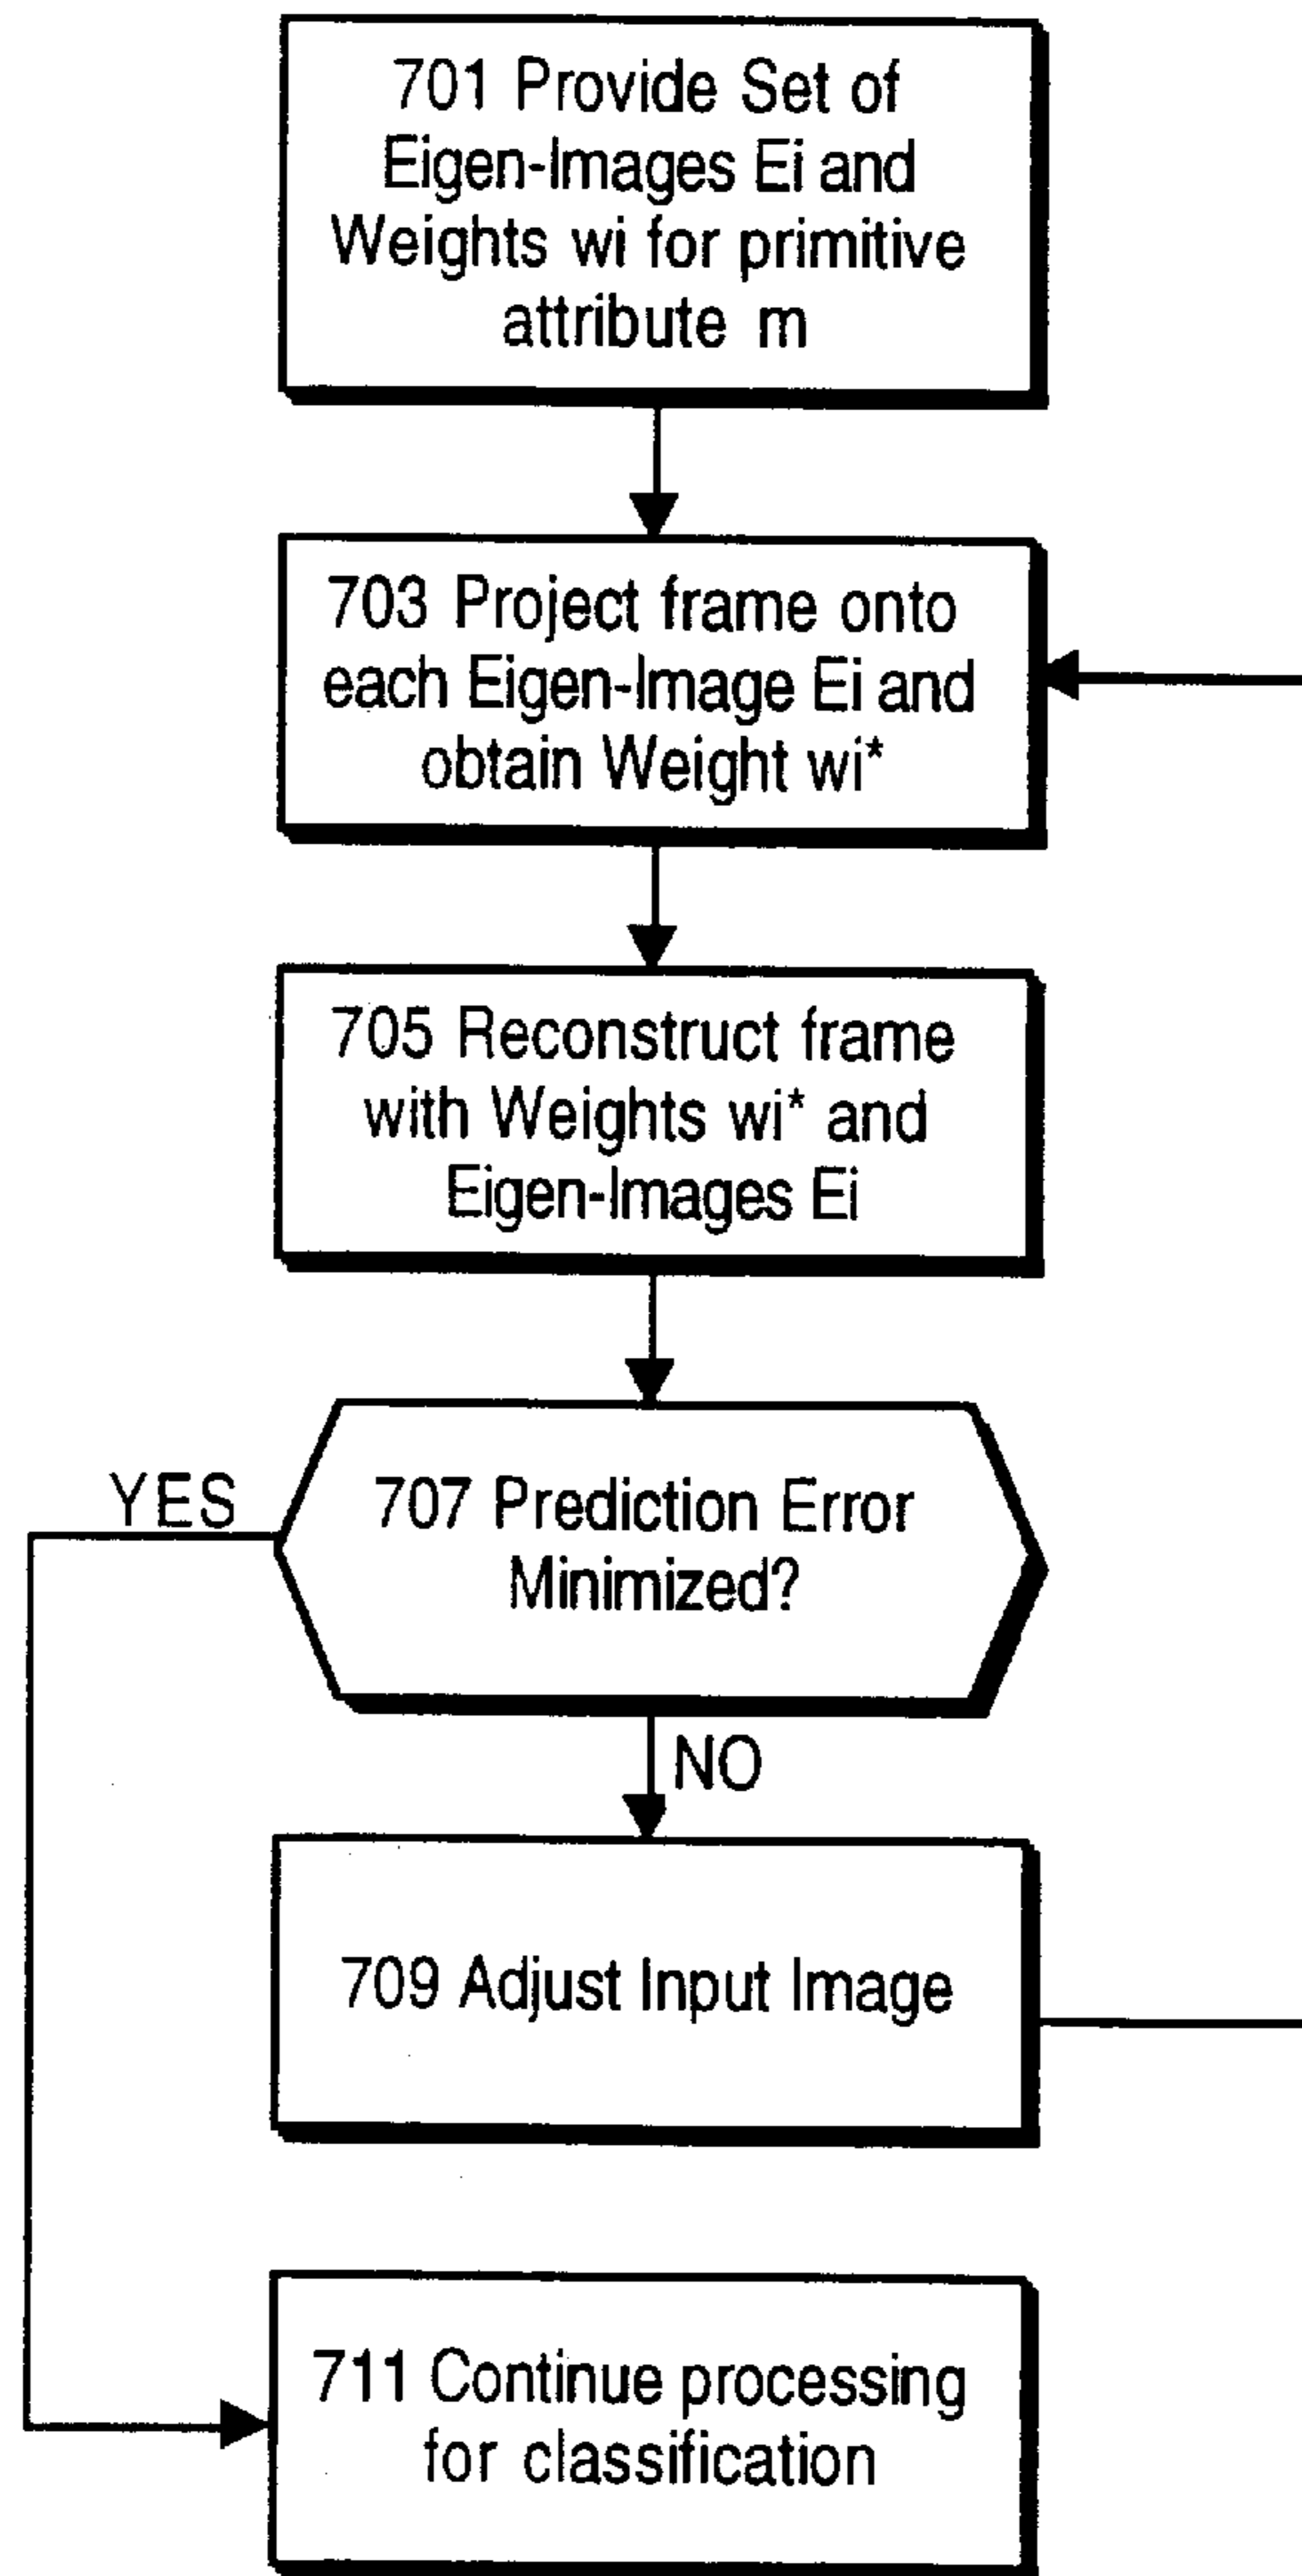 701 Provide Set of
Eigen-Images Ei and
Weights wi for primitive
attribute m
703 Project frame onto
each Eigen-Image Ei and
obtain Weight wi*
705 Reconstruct frame
with Weights wi* and
Eigen-Images Ei
YES
707 Prediction Error
Minimized?
NO
709 Adjust Input Image
711 Continue processing
for classification